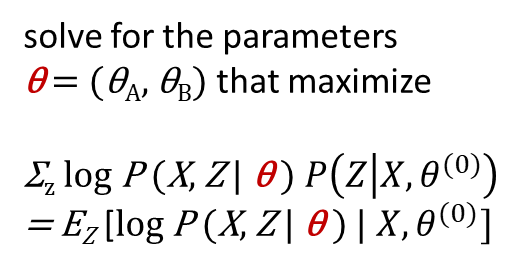 solve for the parameters
θ= (θ_A, θ_B) that maximize
Σ_z log P(X, Z| θ) P(Z|X, θ^(0))
= E_Z [log P(X, Z| θ) | X, θ^(0)]